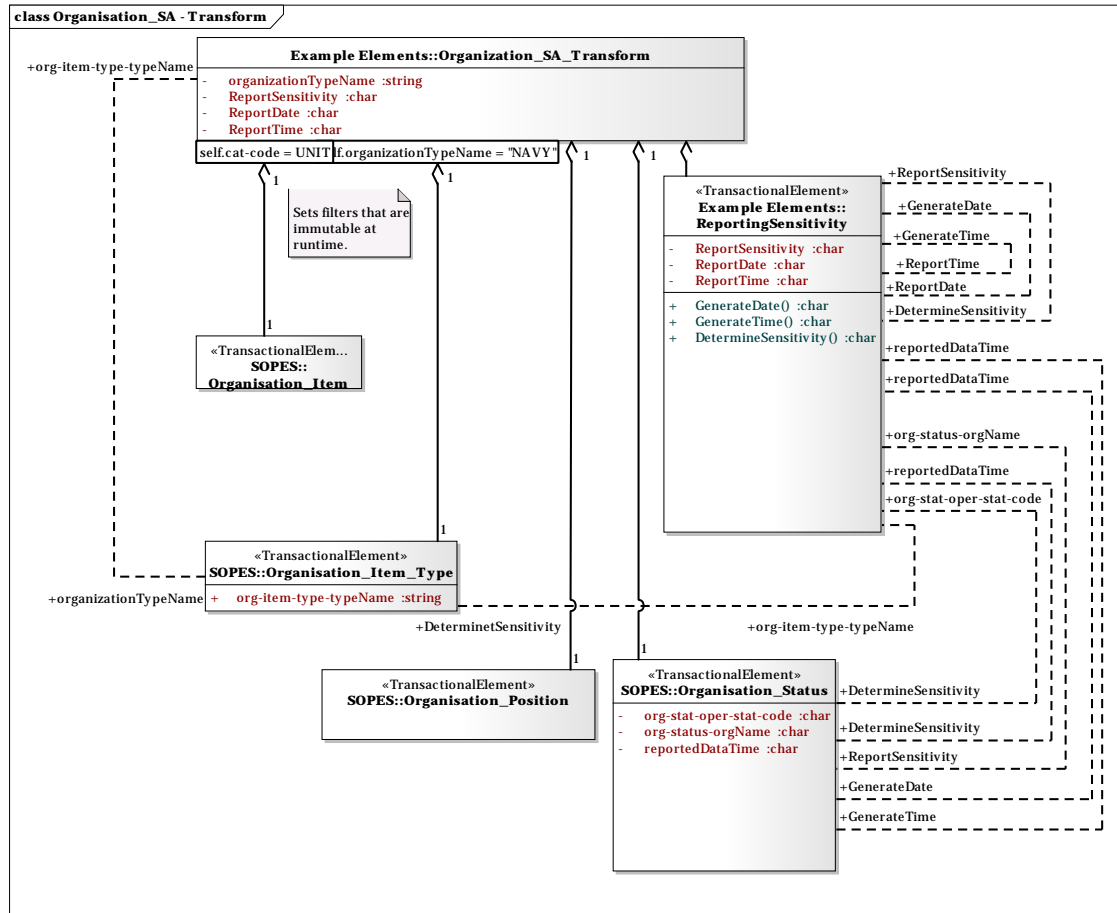 class Organisation_SA - Transform
Example Elements::Organization_SA_Transform
+org-item-type-typeName
- organizationTypeName :string
- ReportSensitivity :char
- ReportDate :char
- ReportTime :char
self.cat-code = UNIT
lf.organizationTypeName = "NAVY"
1
1
1
1
Sets filters that are
immutable at
runtime.
«TransactionalElement»
Example Elements::
ReportingSensitivity
- ReportSensitivity :char
- ReportDate :char
- ReportTime :char
+ GenerateDate() :char
+ GenerateTime() :char
+ DetermineSensitivity() :char
+ReportSensitivity
+GenerateDate
+GenerateTime
+ReportTime
+ReportDate
+DetermineSensitivity
+reportedDataTime
+reportedDataTime
+org-status-orgName
+reportedDataTime
+org-stat-oper-stat-code
1
«TransactionalElem...
SOPES::
Organisation_Item
1
«TransactionalElement»
SOPES::Organisation_Item_Type
+ org-item-type-typeName :string
+organizationTypeName
+DeterminetSensitivity
+org-item-type-typeName
1
«TransactionalElement»
SOPES::Organisation_Position
1
«TransactionalElement»
SOPES::Organisation_Status
- org-stat-oper-stat-code :char
- org-status-orgName :char
- reportedDataTime :char
+DetermineSensitivity
+DetermineSensitivity
+ReportSensitivity
+GenerateDate
+GenerateTime